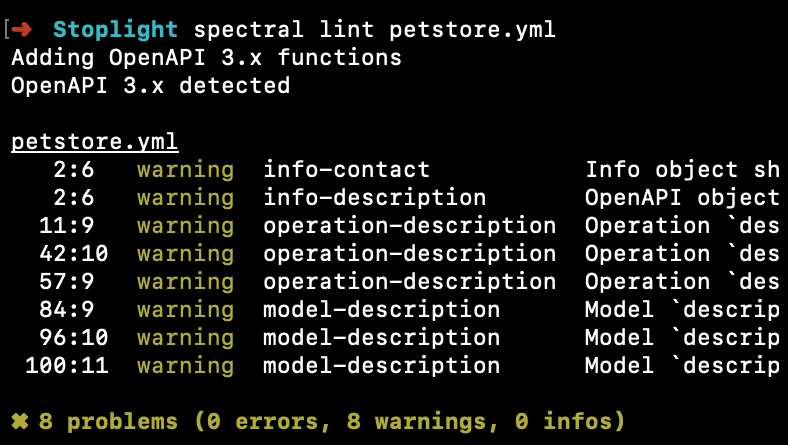 [➜ Stoplight spectral lint petstore.yml
Adding OpenAPI 3.x functions
OpenAPI 3.x detected
petstore.yml
2:6 warning info-contact Info object sh
2:6 warning info-description OpenAPI object
11:9 warning operation-description Operation `des
42:10 warning operation-description Operation `des
57:9 warning operation-description Operation `des
84:9 warning model-description Model `descrip
96:10 warning model-description Model `descrip
100:11 warning model-description Model `descrip
✖ 8 problems (0 errors, 8 warnings, 0 infos)